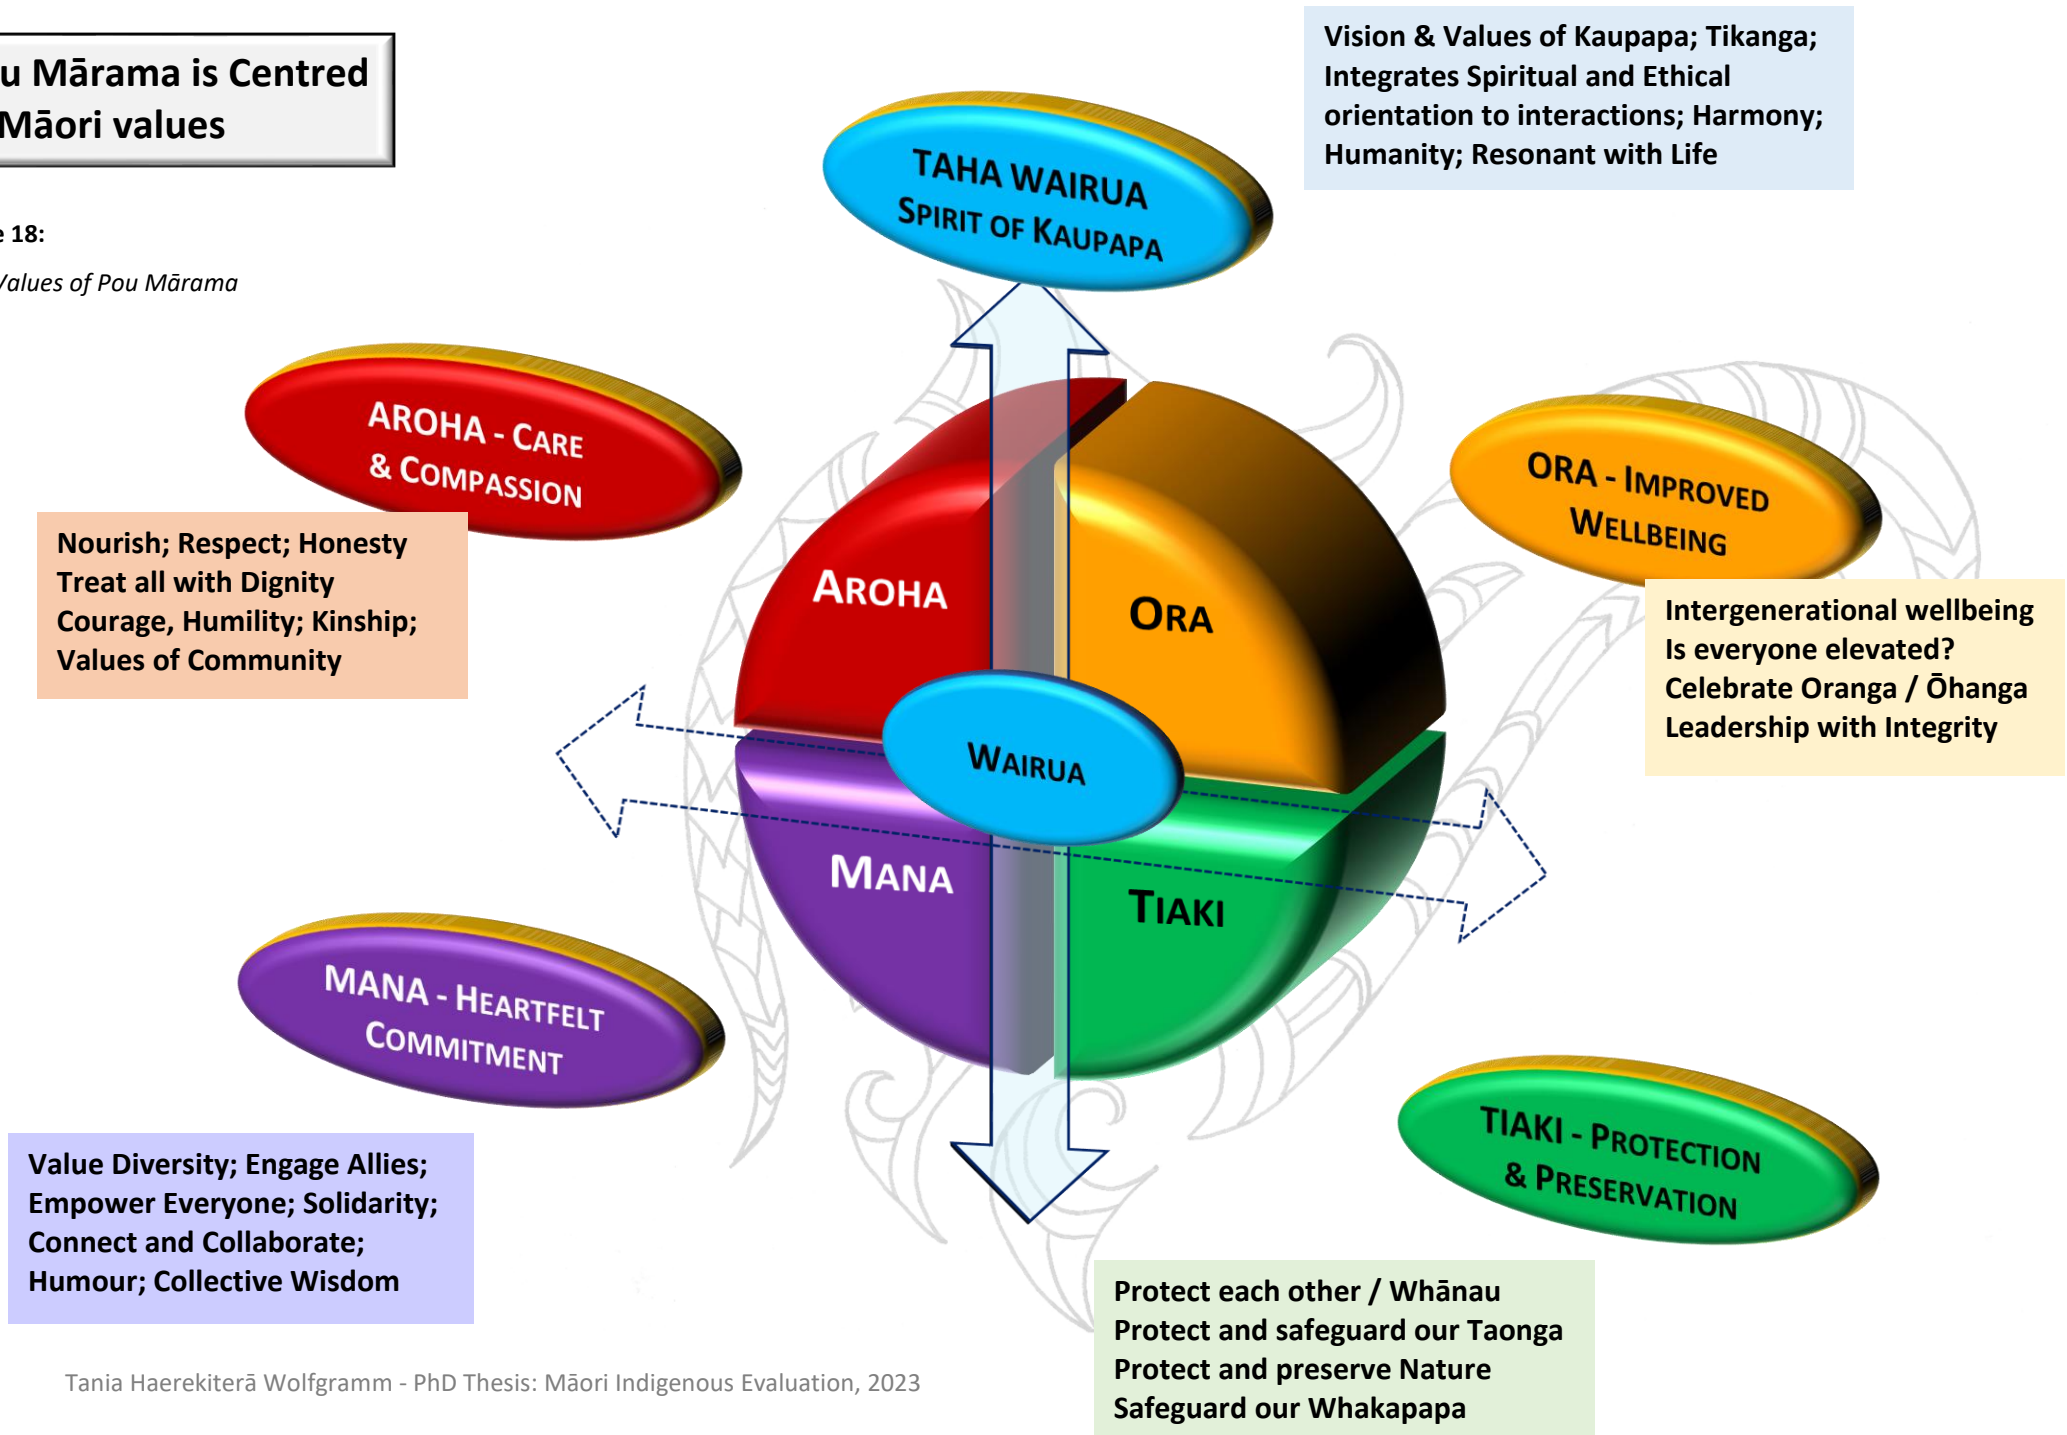 u Mārama is Centred
Māori values
e 18:
Values of Pou Mārama
Vision & Values of Kaupapa; Tikanga;
Integrates Spiritual and Ethical
orientation to interactions; Harmony;
Humanity; Resonant with Life
TAHA WAIRUA
SPIRIT OF KAUPAPA
AROHA - CARE
& COMPASSION
Nourish; Respect; Honesty
Treat all with Dignity
Courage, Humility; Kinship;
Values of Community
ORA - IMPROVED
WELLBEING
Intergenerational wellbeing
Is everyone elevated?
Celebrate Oranga / Ōhanga
Leadership with Integrity
AROHA
ORA
WAIRUA
MANA
TIAKI
MANA - HEARTFELT
COMMITMENT
Value Diversity; Engage Allies;
Empower Everyone; Solidarity;
Connect and Collaborate;
Humour; Collective Wisdom
TIAKI - PROTECTION
& PRESERVATION
Protect each other / Whānau
Protect and safeguard our Taonga
Protect and preserve Nature
Safeguard our Whakapapa
Tania Haerekiterā Wolfgramm - PhD Thesis: Māori Indigenous Evaluation, 2023